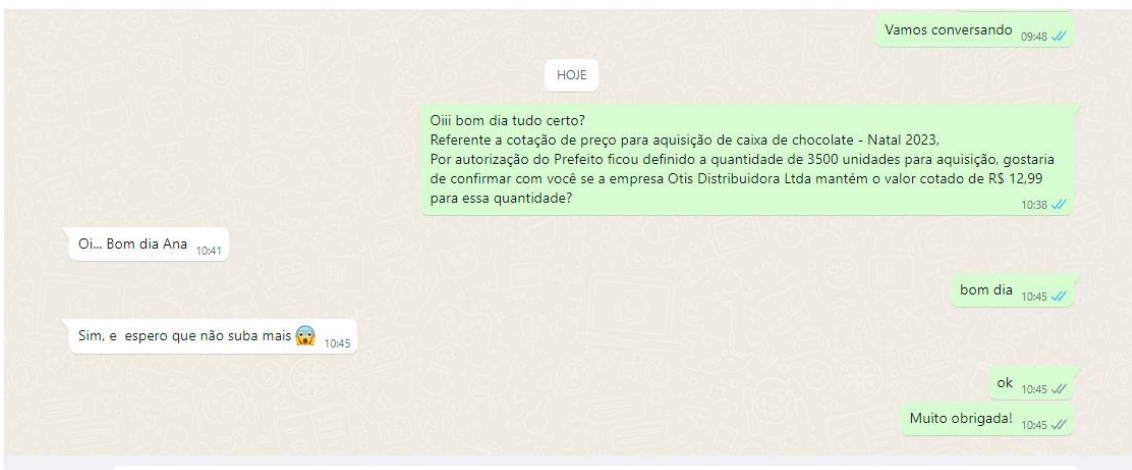 Vamos conversando 09:48
HOJE
Oiii bom dia tudo certo?
Referente a cotação de preço para aquisição de caixa de chocolate - Natal 2023,
Por autorização do Prefeito ficou definido a quantidade de 3500 unidades para aquisição, gostaria
de confirmar com você se a empresa Otis Distribuidora Ltda mantém o valor cotado de R$ 12,99
para essa quantidade?
10:38
Oi... Bom dia Ana 10:41
bom dia 10:45
Sim, e espero que não suba mais 😱 10:45
ok 10:45
Muito obrigada! 10:45